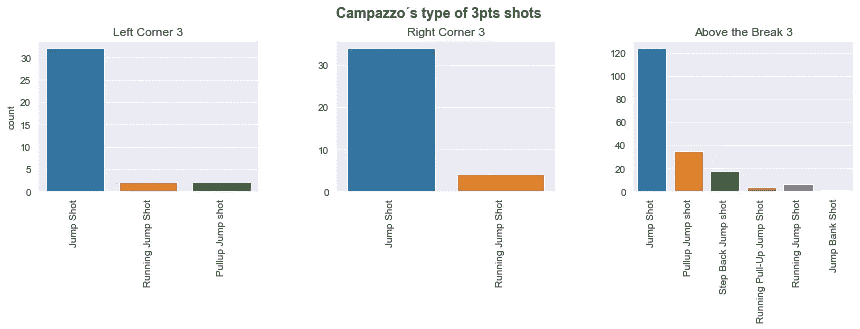 Campazzo´s type of 3pts shots
Left Corner 3
Right Corner 3
Above the Break 3
count
30
25
20
15
10
5
0
Jump Shot
Running Jump Shot
Pullup Jump shot
30
20
10
0
Jump Shot
Running Jump Shot
120
100
80
60
40
20
0
Jump Shot
Pullup Jump shot
Step Back Jump shot
Running Pull-Up Jump Shot
Running Jump Shot
Jump Bank Shot